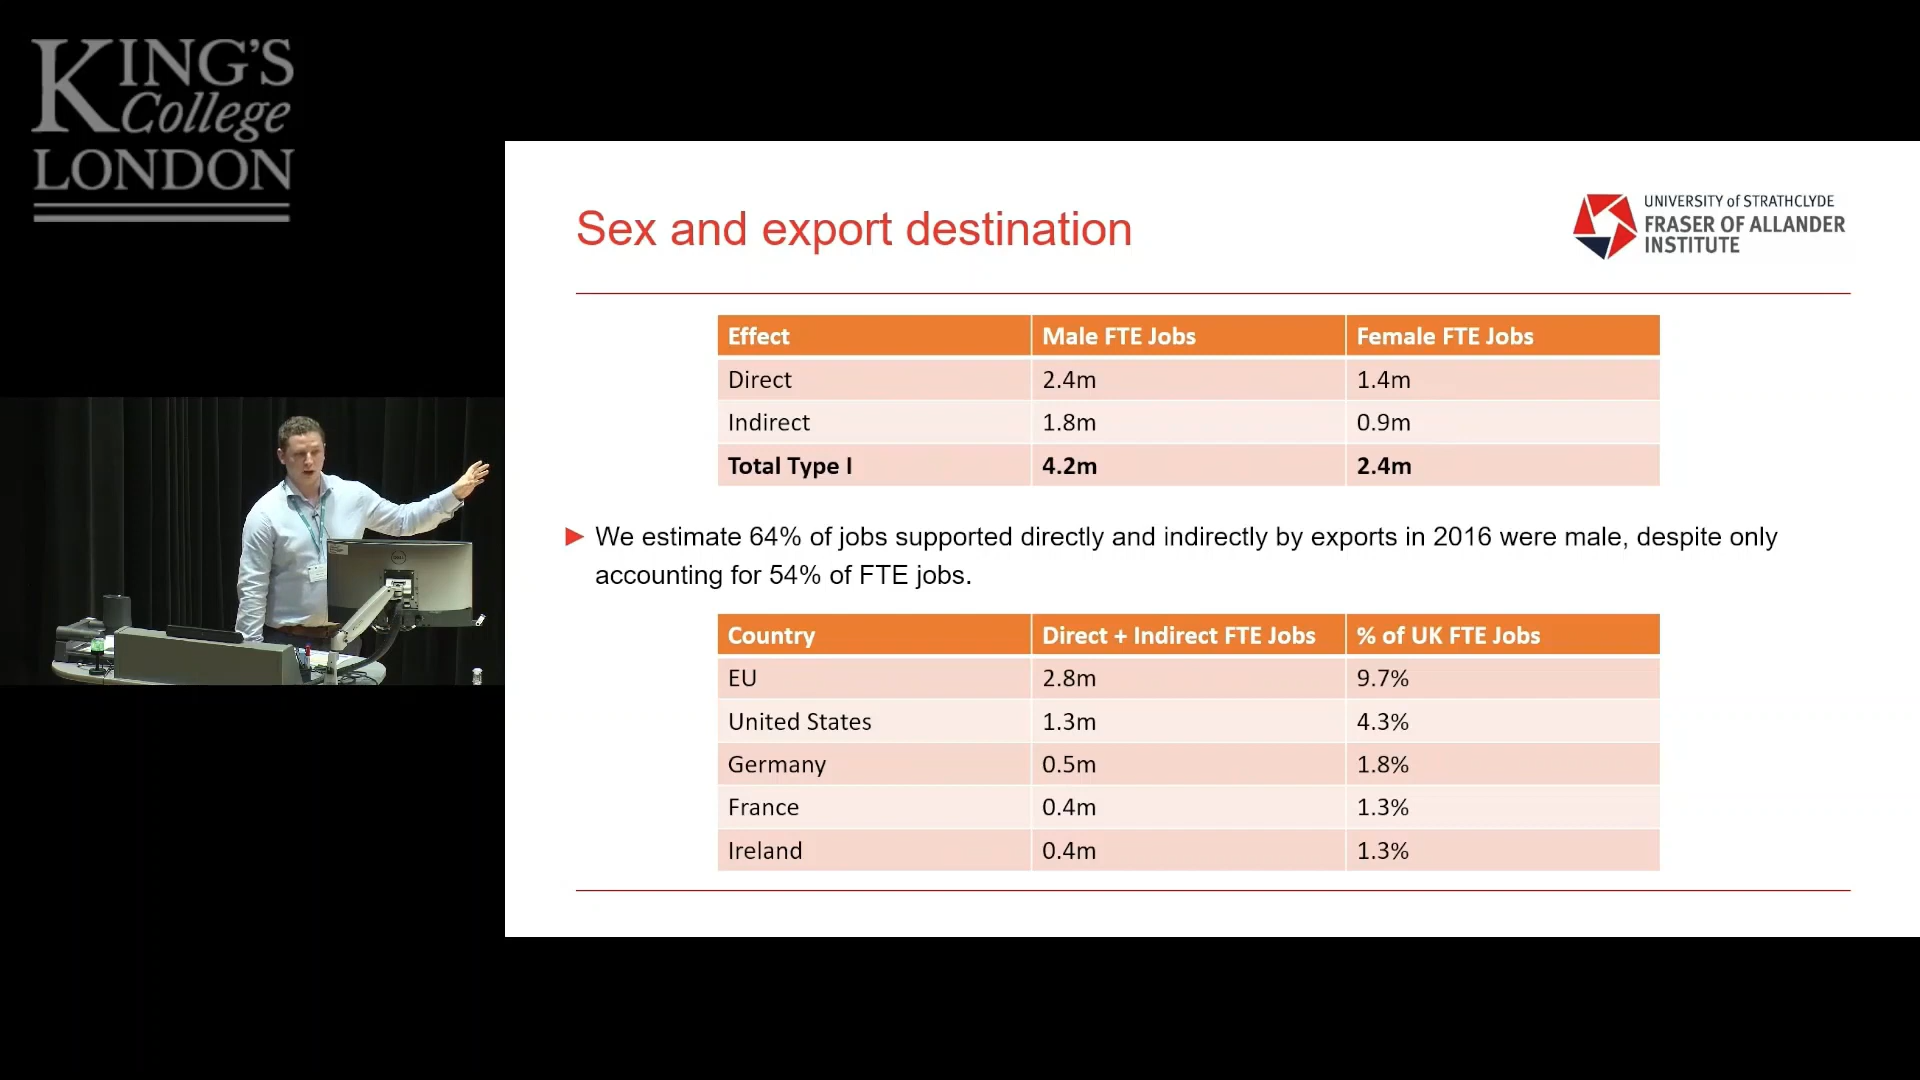 KING'S
College
LONDON
Sex and export destination
UNIVERSITY of STRATHCLYDE
FRASER OF ALLANDER
INSTITUTE
Effect Male FTE Jobs Female FTE Jobs
Direct 2.4m 1.4m
Indirect 1.8m 0.9m
Total Type I 4.2m 2.4m
► We estimate 64% of jobs supported directly and indirectly by exports in 2016 were male, despite only
accounting for 54% of FTE jobs.
Country Direct + Indirect FTE Jobs % of UK FTE Jobs
EU 2.8m 9.7%
United States 1.3m 4.3%
Germany 0.5m 1.8%
France 0.4m 1.3%
Ireland 0.4m 1.3%